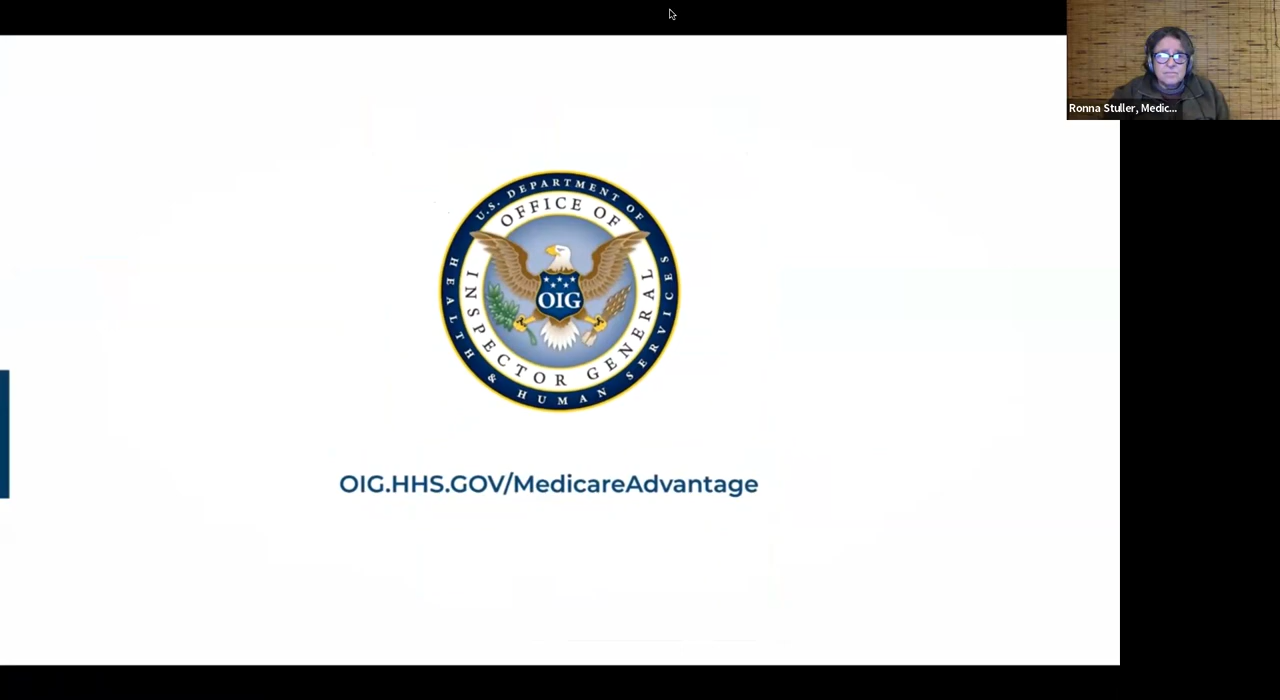 Ronna Stuller, Medic...
U.S. DEPARTMENT OF
HEALTH & HUMAN SERVICES
OFFICE OF
INSPECTOR GENERAL
OIG
OIG.HHS.GOV/MedicareAdvantage